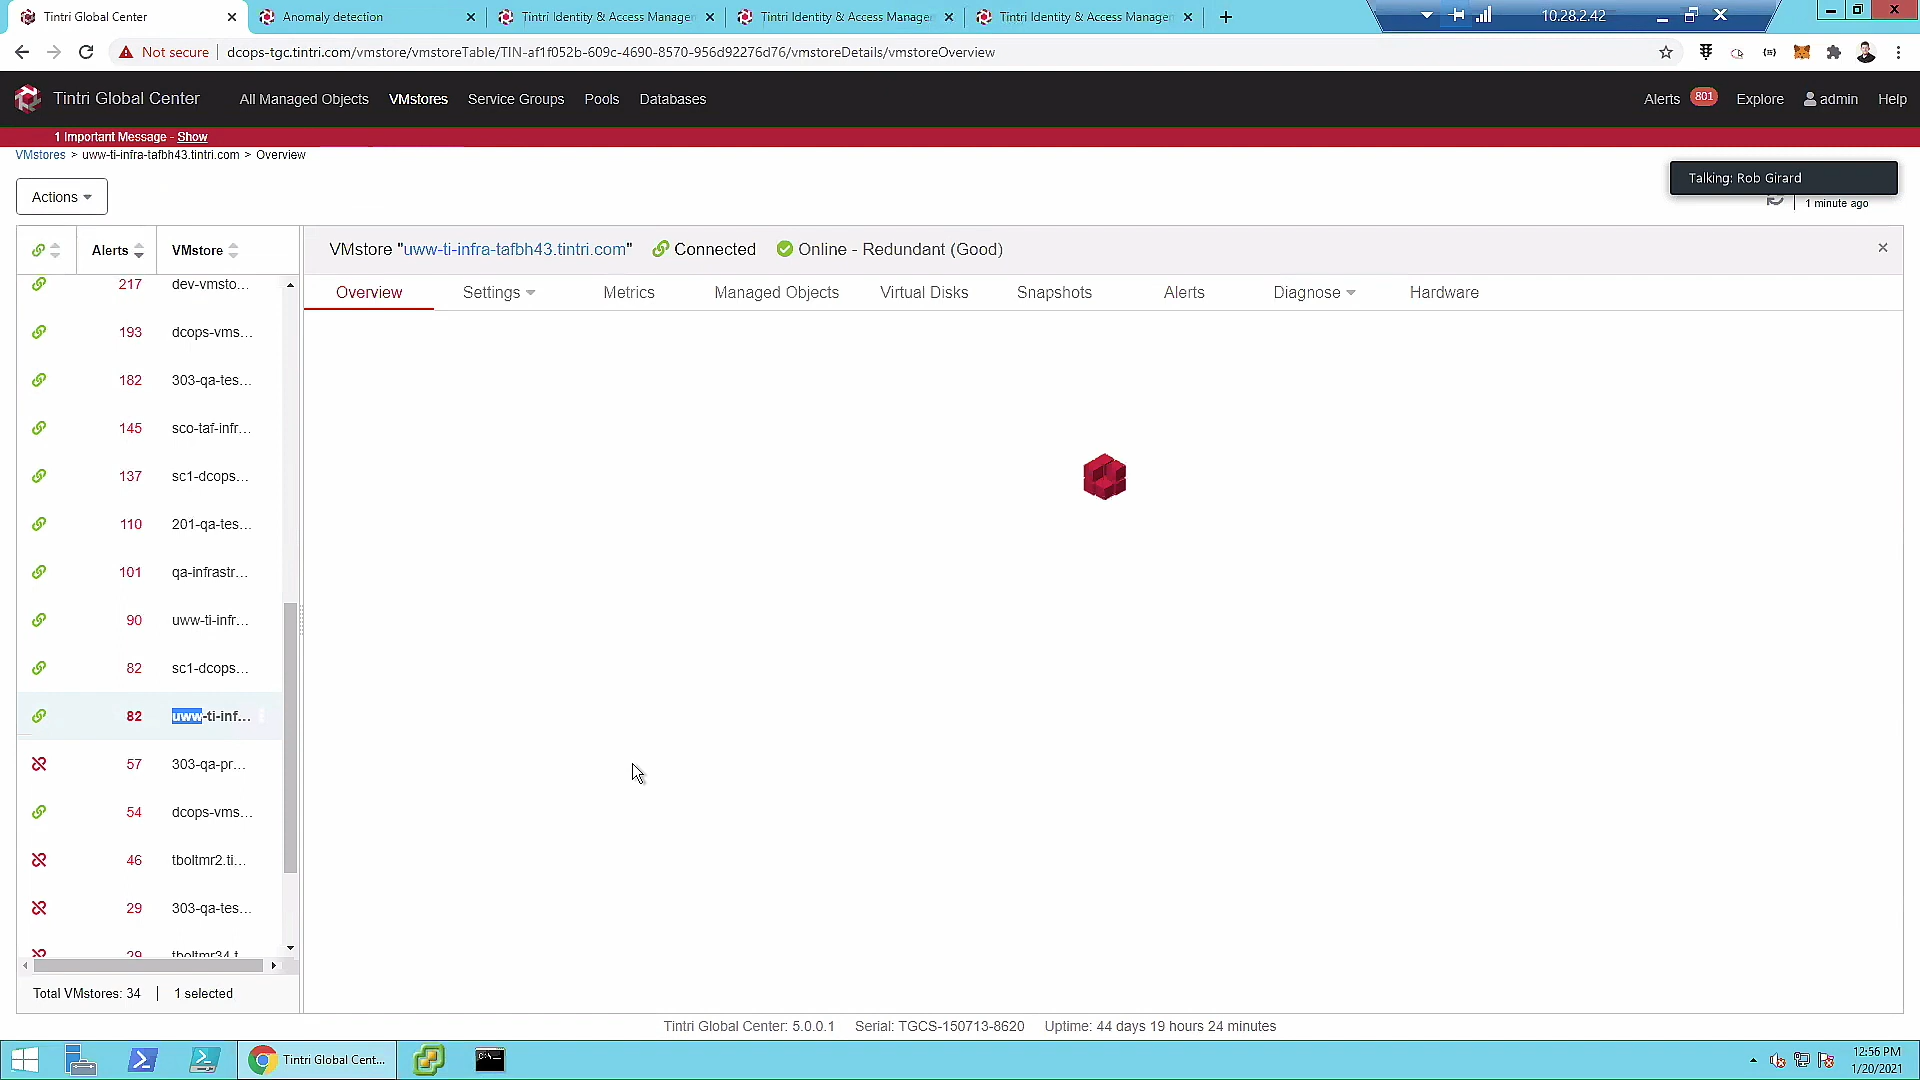 Tintri Global Center
Anomaly detection
Tintri Identity & Access Manager
Tintri Identity & Access Manager
Tintri Identity & Access Manager
10.28.2.42
Not secure
dcops-tgc.tintri.com/vmstore/vmstoreTable/TIN-af1f052b-609c-4690-8570-956d92276d76/vmstoreDetails/vmstoreOverview
Tintri Global Center
All Managed Objects
VMstores
Service Groups
Pools
Databases
Alerts
801
Explore
admin
Help
1 Important Message - Show
VMstores > uww-ti-infra-tafbh43.tintri.com > Overview
Talking: Rob Girard
Actions
1 minute ago
Alerts
VMstore
VMstore "uww-ti-infra-tafbh43.tintri.com"
Connected
Online - Redundant (Good)
Overview
Settings
Metrics
Managed Objects
Virtual Disks
Snapshots
Alerts
Diagnose
Hardware
217 dev-vmsto...
193 dcops-vms...
182 303-qa-tes...
145 sco-taf-infr...
137 sc1-dcops...
110 201-qa-tes...
101 qa-infrastr...
90 uww-ti-infr...
82 sc1-dcops...
82 uww-ti-inf...
57 303-qa-pr...
54 dcops-vms...
46 tboltmr2.ti...
29 303-qa-tes...
29 tboltmr34.t
Total VMstores: 34
1 selected
Tintri Global Center: 5.0.0.1
Serial: TGCS-150713-8620
Uptime: 44 days 19 hours 24 minutes
Tintri Global Cent...
12:56 PM
1/20/2021